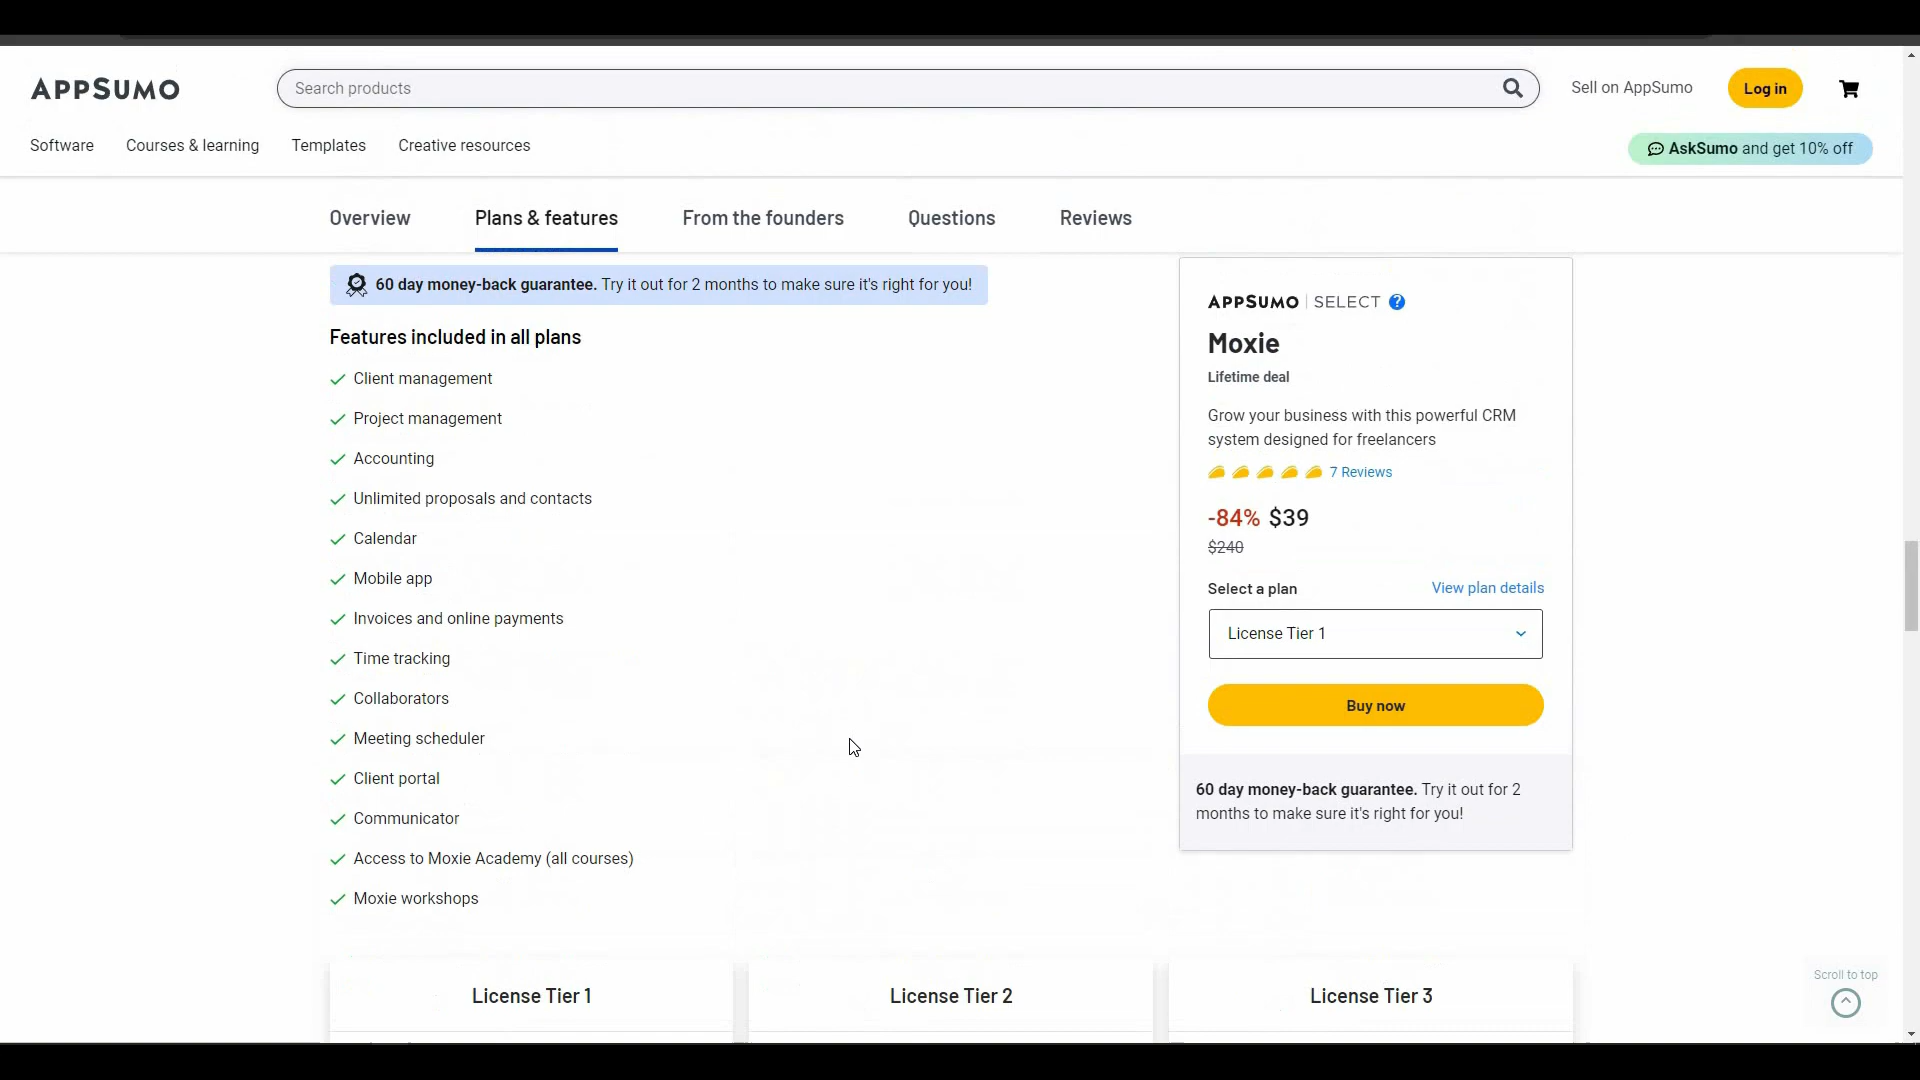 APPSUMO
Search products
Sell on AppSumo
Log in
Software
Courses & learning
Templates
Creative resources
AskSumo and get 10% off
Overview
Plans & features
From the founders
Questions
Reviews
60 day money-back guarantee. Try it out for 2 months to make sure it's right for you!
Features included in all plans
Client management
Project management
Accounting
Unlimited proposals and contacts
Calendar
Mobile app
Invoices and online payments
Time tracking
Collaborators
Meeting scheduler
Client portal
Communicator
Access to Moxie Academy (all courses)
Moxie workshops
APPSUMO | SELECT ?
Moxie
Lifetime deal
Grow your business with this powerful CRM
system designed for freelancers
7 Reviews
-84% $39
$240
Select a plan
View plan details
License Tier 1
Buy now
60 day money-back guarantee. Try it out for 2
months to make sure it's right for you!
License Tier 1
License Tier 2
License Tier 3
Scroll to top